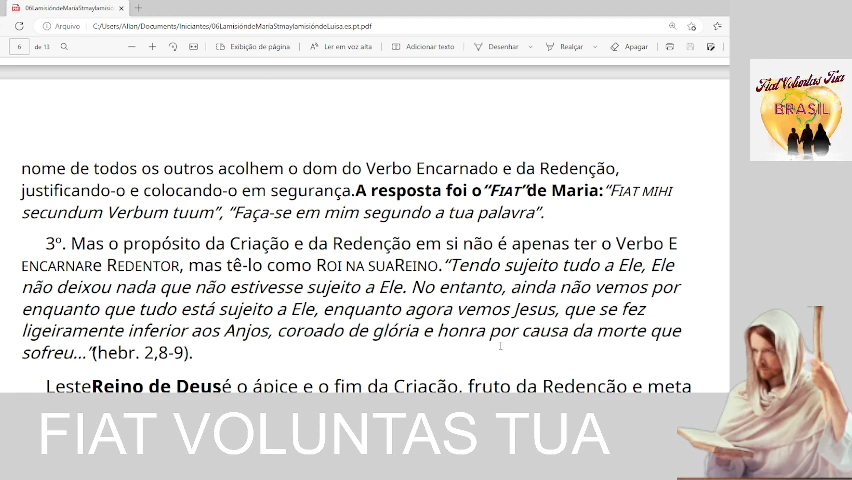 06LamisióndeMaríaStmaylamisióndeLuisa.es.pt.pdf
Arquivo
C:/Users/Allan/Documents/Iniciantes/06LamisióndeMaríaStmaylamisióndeLuisa.es.pt.pdf
6 de 13 Exibição de página Ler em voz alta Adicionar texto Desenhar Realçar Apagar
Fiat Voluntas Tua
BRASIL
nome de todos os outros acolhem o dom do Verbo Encarnado e da Redenção,
justificando-o e colocando-o em segurança.A resposta foi o“FIAT”de Maria:“FIAT MIHI
secundum Verbum tuum”, “Faça-se em mim segundo a tua palavra”.
3º. Mas o propósito da Criação e da Redenção em si não é apenas ter o Verbo E
ENCARNARe REDENTOR, mas tê-lo como ROI NA SUAREINO.“Tendo sujeito tudo a Ele, Ele
não deixou nada que não estivesse sujeito a Ele. No entanto, ainda não vemos por
enquanto que tudo está sujeito a Ele, enquanto agora vemos Jesus, que se fez
ligeiramente inferior aos Anjos, coroado de glória e honra por causa da morte que
sofreu...”(hebr. 2,8-9).
LesteReino de Deusé o ápice e o fim da Criação, fruto da Redenção e meta
FIAT VOLUNTAS TUA